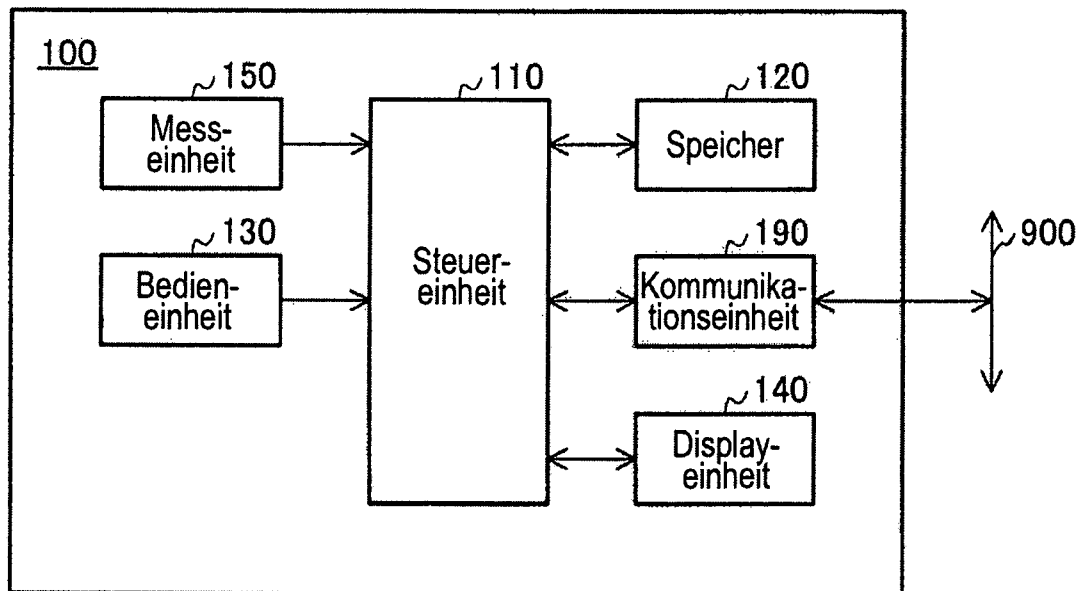 100
150
Mess-
einheit
130
Bedien-
einheit
110
Steuer-
einheit
120
Speicher
190
Kommunika-
tionseinheit
140
Display-
einheit
900